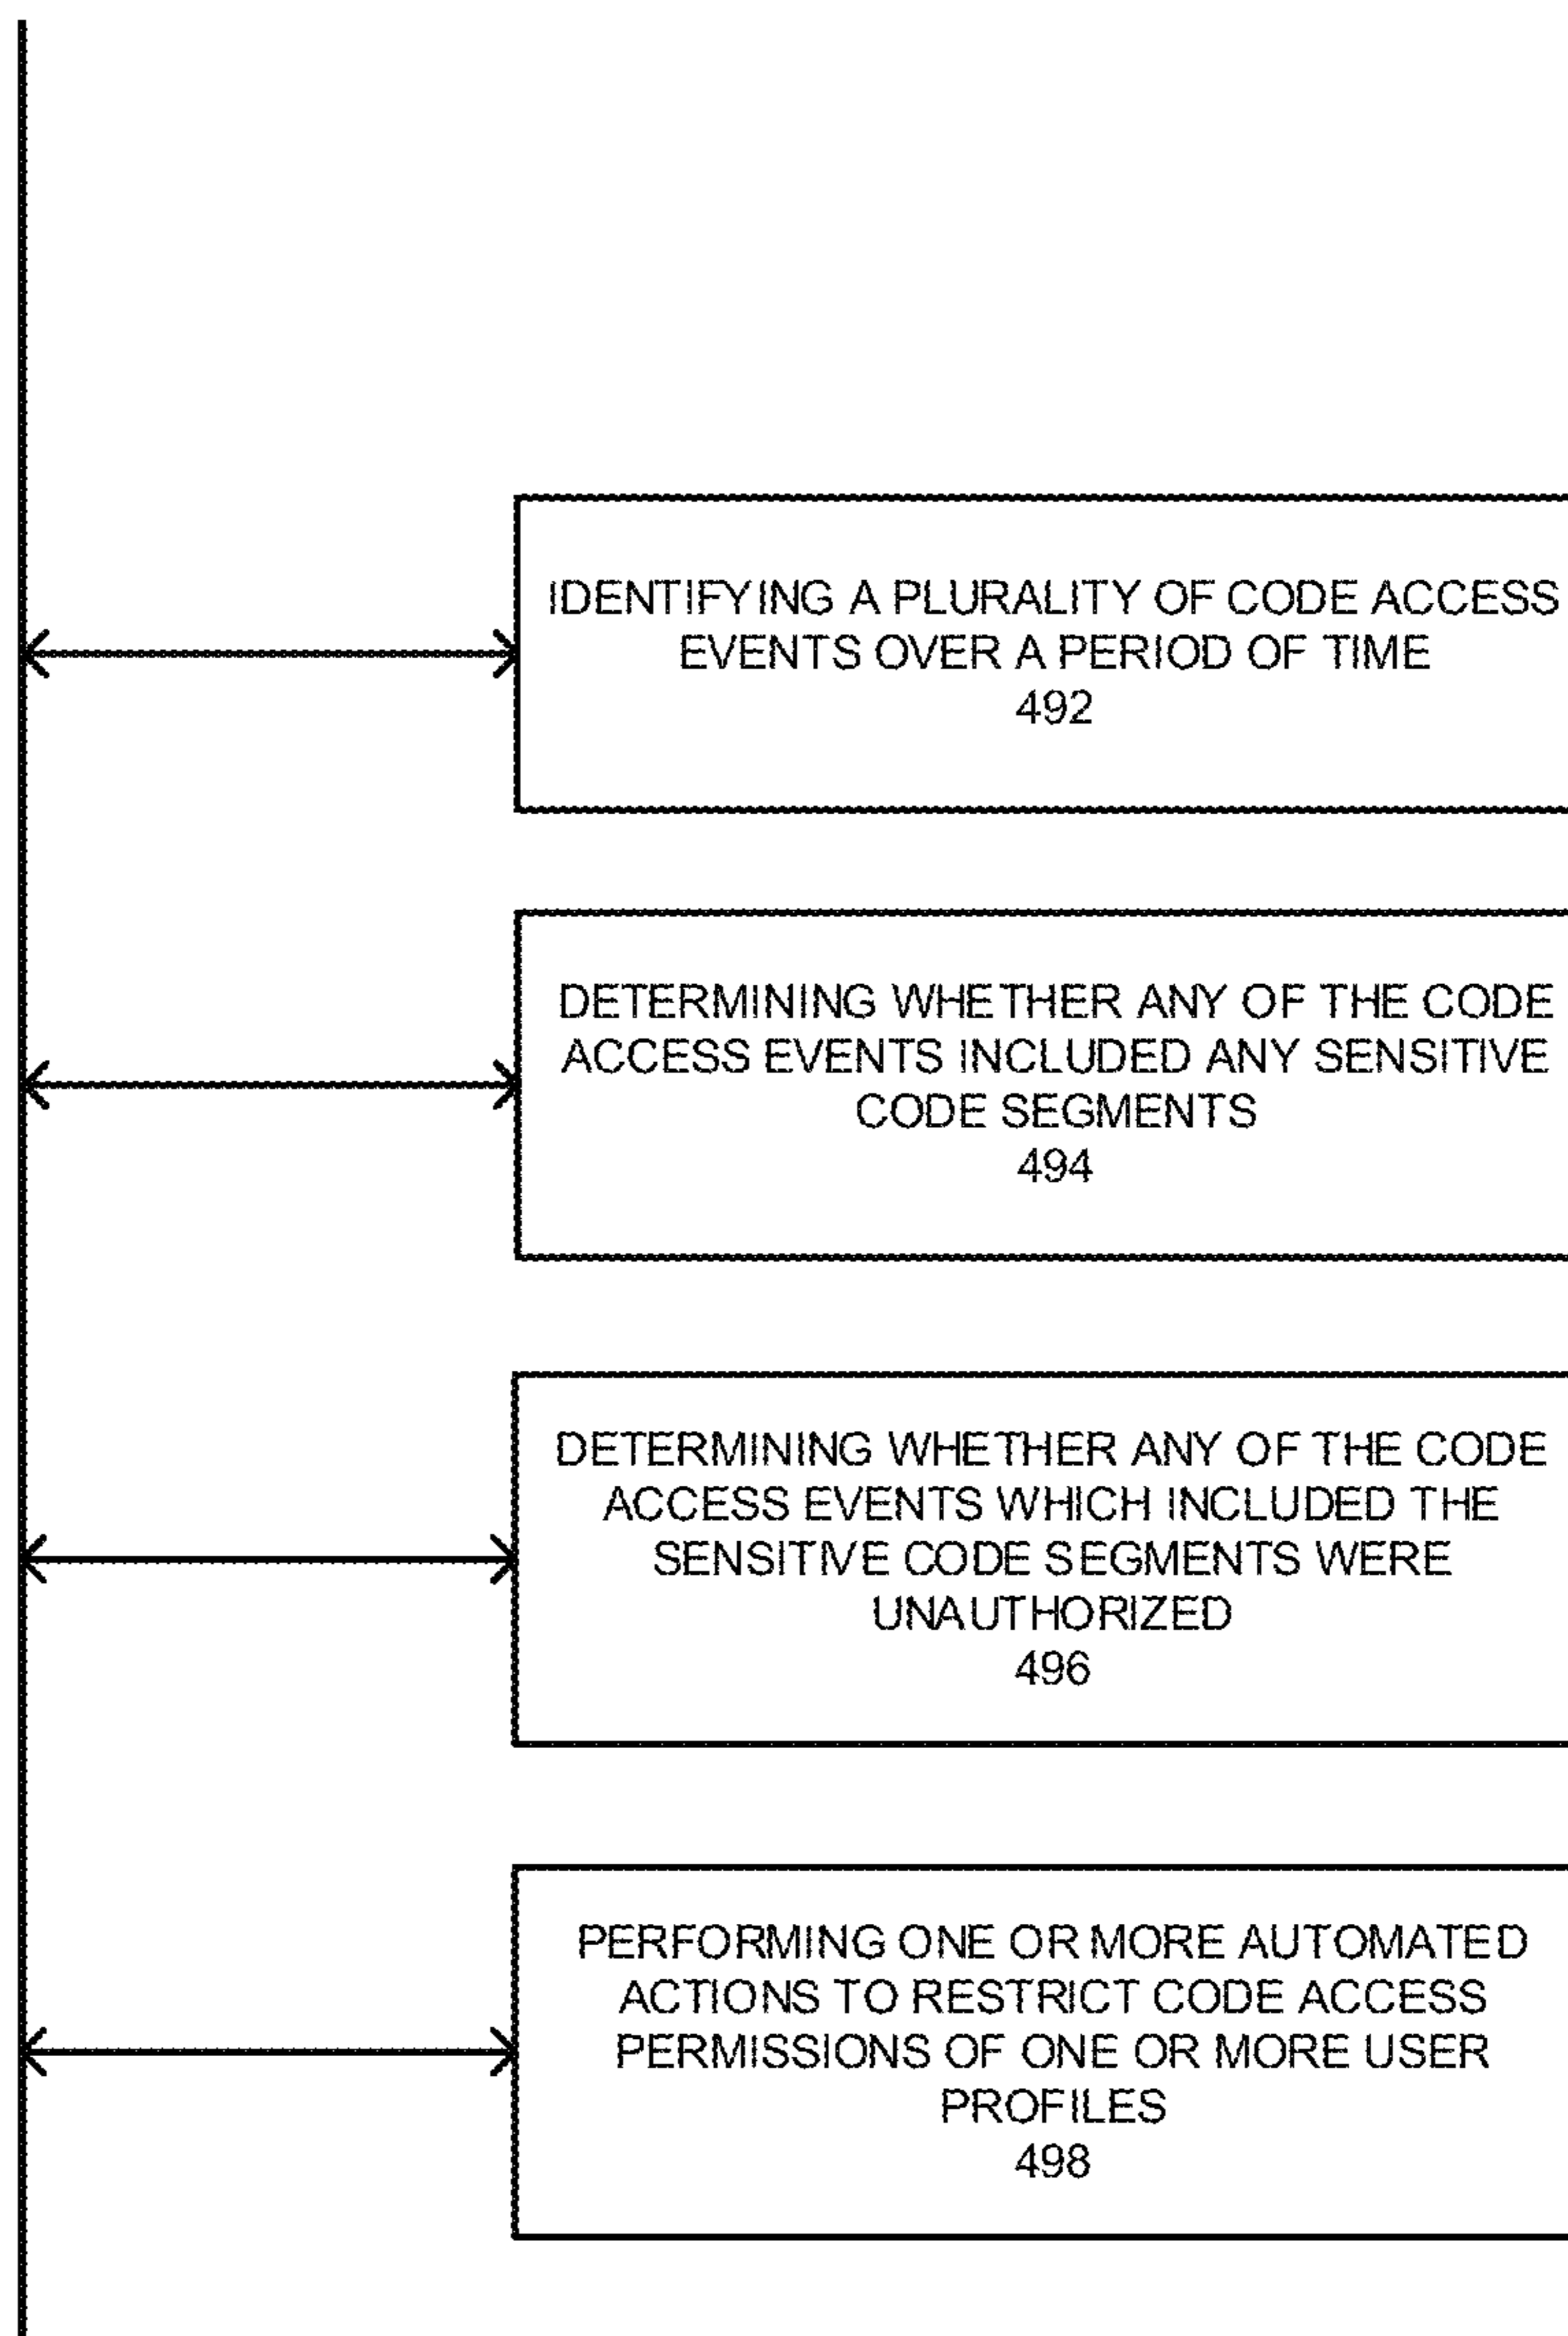 IDENTIFYING A PLURALITY OF CODE ACCESS
EVENTS OVER A PERIOD OF TIME
492
DETERMINING WHETHER ANY OF THE CODE
ACCESS EVENTS INCLUDED ANY SENSITIVE
CODE SEGMENTS
494
DETERMINING WHETHER ANY OF THE CODE
ACCESS EVENTS WHICH INCLUDED THE
SENSITIVE CODE SEGMENTS WERE
UNAUTHORIZED
496
PERFORMING ONE OR MORE AUTOMATED
ACTIONS TO RESTRICT CODE ACCESS
PERMISSIONS OF ONE OR MORE USER
PROFILES
498